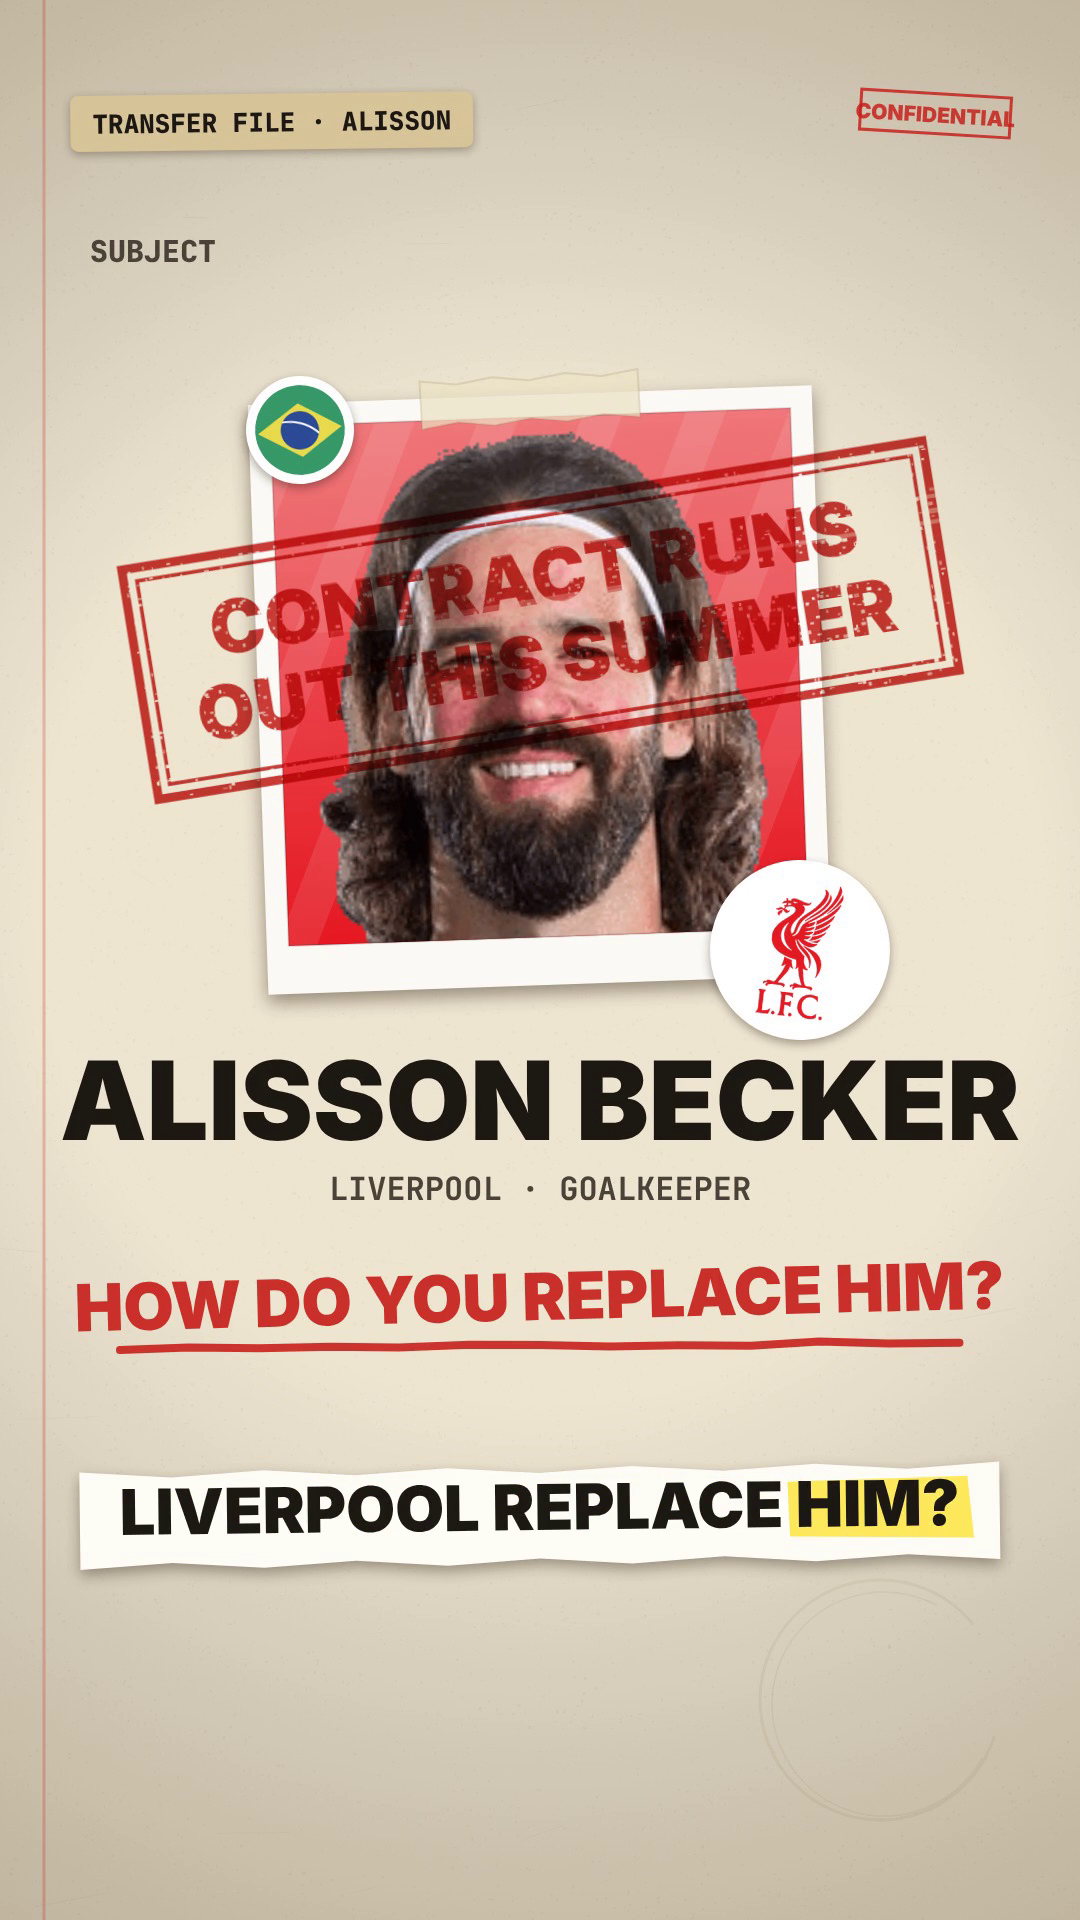 TRANSFER FILE · ALISSON
CONFIDENTIAL
SUBJECT
CONTRACT RUNS
OUT THIS SUMMER
L.F.C.
ALISSON BECKER
LIVERPOOL · GOALKEEPER
HOW DO YOU REPLACE HIM?
LIVERPOOL REPLACE HIM?